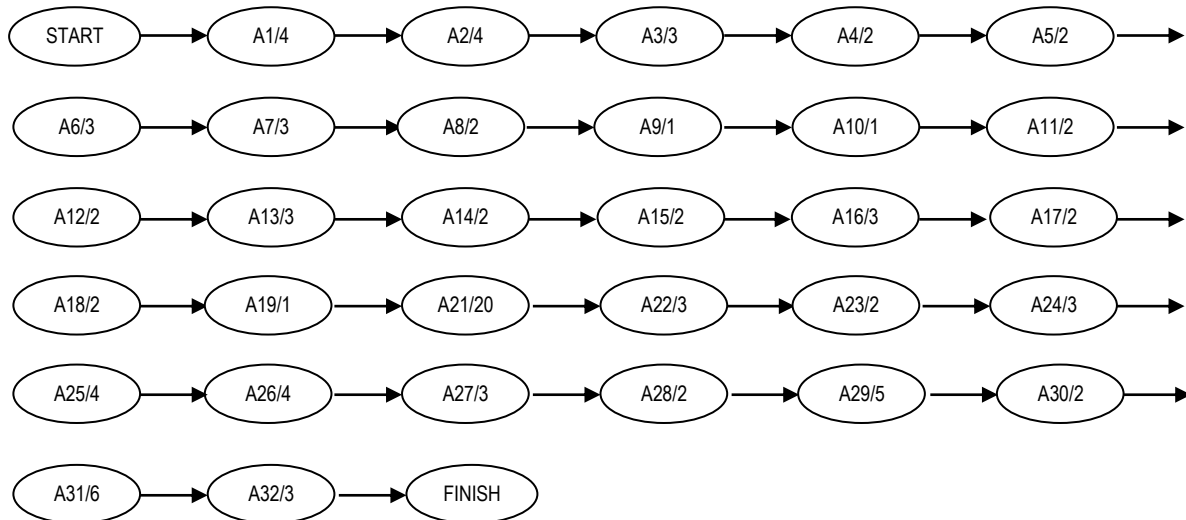 START A1/4 A2/4 A3/3 A4/2 A5/2
A6/3 A7/3 A8/2 A9/1 A10/1 A11/2
A12/2 A13/3 A14/2 A15/2 A16/3 A17/2
A18/2 A19/1 A21/20 A22/3 A23/2 A24/3
A25/4 A26/4 A27/3 A28/2 A29/5 A30/2
A31/6 A32/3 FINISH